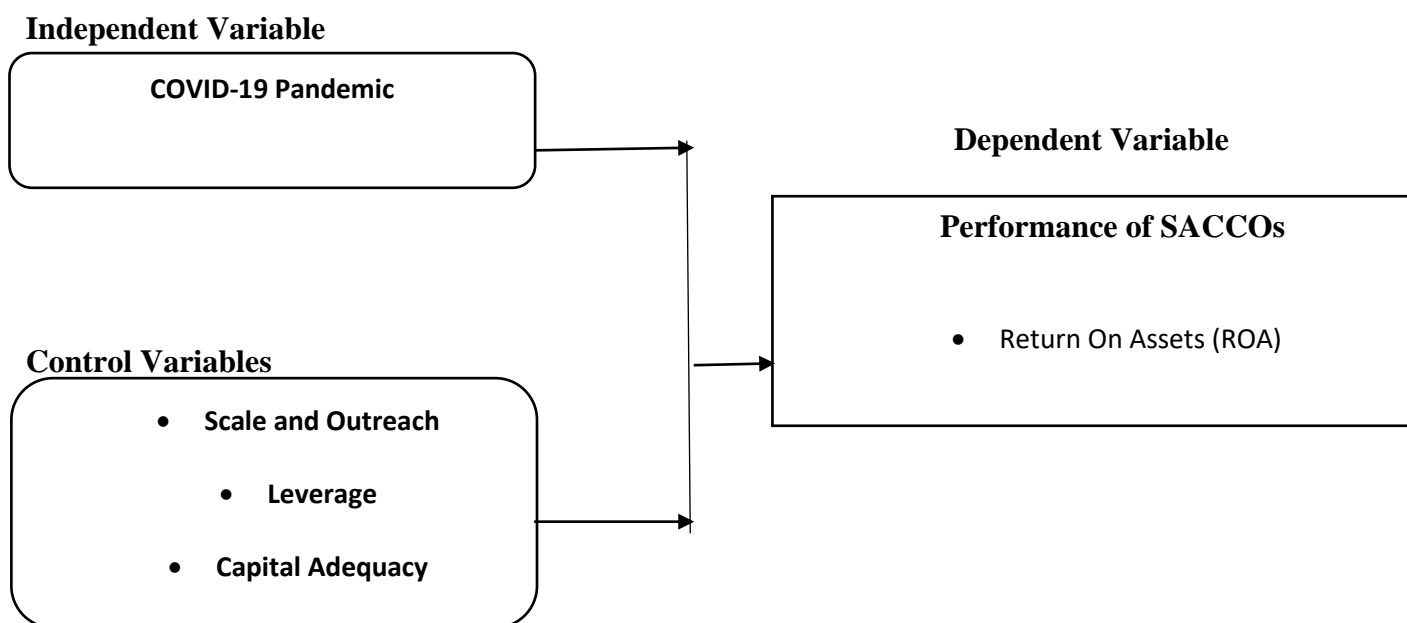 Independent Variable
COVID-19 Pandemic
Dependent Variable
Performance of SACCOs
• Return On Assets (ROA)
Control Variables
• Scale and Outreach
• Leverage
• Capital Adequacy